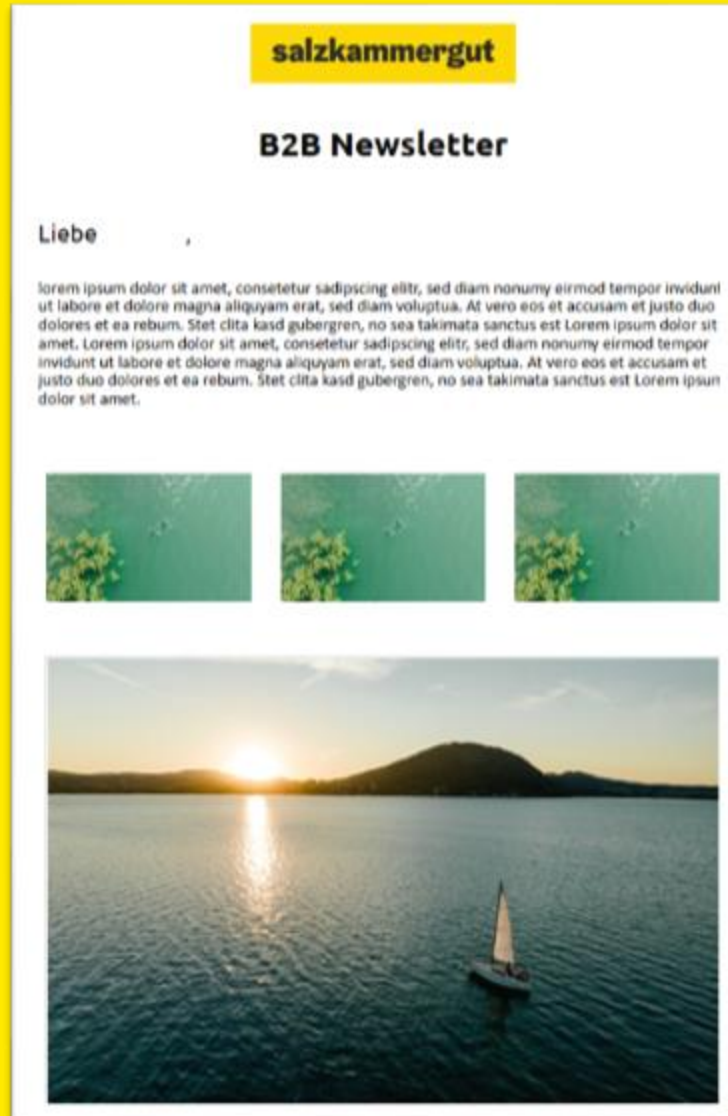 salzkammergut
B2B Newsletter
Liebe ,
lorem ipsum dolor sit amet, consetetur sadipscing elitr, sed diam nonumy eirmod tempor invidunt
ut labore et dolore magna aliquyam erat, sed diam voluptua. At vero eos et accusam et justo duo
dolores et ea rebum. Stet clita kasd gubergren, no sea takimata sanctus est Lorem ipsum dolor sit
amet. Lorem ipsum dolor sit amet, consetetur sadipscing elitr, sed diam nonumy eirmod tempor
invidunt ut labore et dolore magna aliquyam erat, sed diam voluptua. At vero eos et accusam et
justo duo dolores et ea rebum. Stet clita kasd gubergren, no sea takimata sanctus est Lorem ipsum
dolor sit amet.